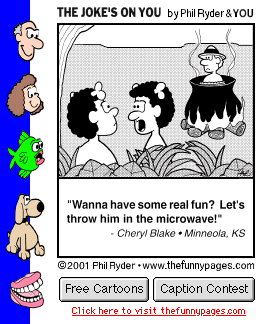 THE JOKE'S ON YOU by Phil Ryder & YOU
"Wanna have some real fun? Let's
throw him in the microwave!"
- Cheryl Blake • Minneola, KS
©2001 Phil Ryder • www.thefunnypages.com
Free Cartoons Caption Contest
Click here to visit thefunnypages.com